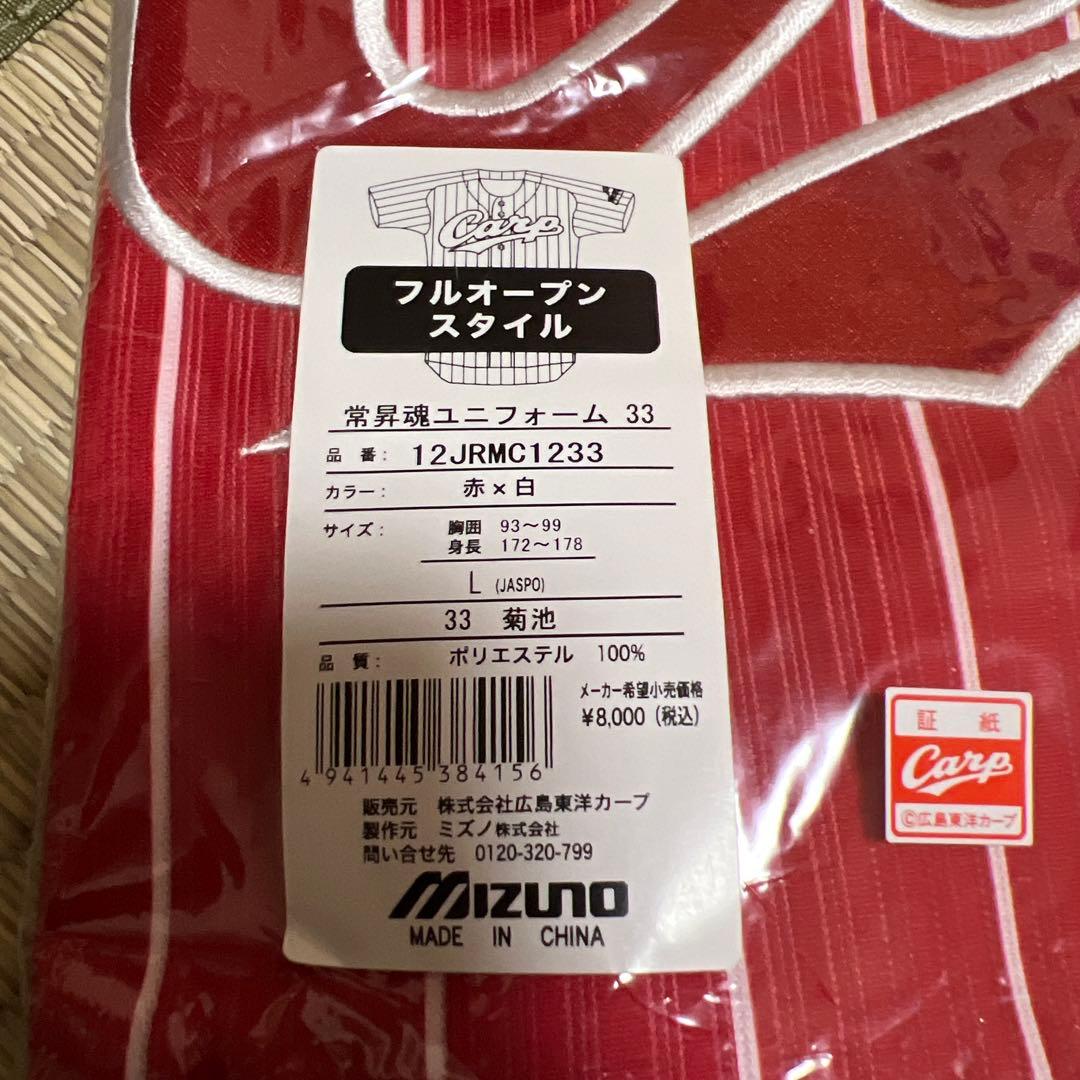 Carp
フルオープン
スタイル
常昇魂ユニフォーム 33
品 番： 12JRMC1233
カラー： 赤×白
サイズ： 胸囲 93～99
身長 172～178
L (JASPO)
33 菊池
品 質： ポリエステル 100%
メーカー希望小売価格
¥8,000 (税込)
4 941445 384156
販売元 株式会社広島東洋カープ
製作元 ミズノ株式会社
問い合せ先 0120-320-799
MIZUNO
MADE IN CHINA
証 紙
Carp
©広島東洋カープ